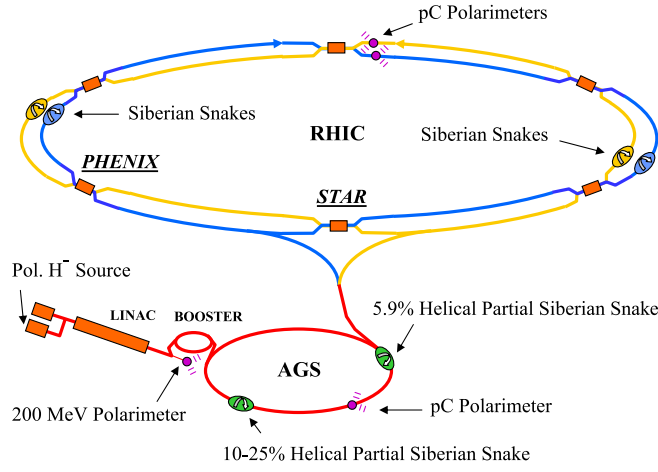 pC Polarimeters
Siberian Snakes
RHIC
Siberian Snakes
PHENIX
STAR
Pol. H⁻ Source
LINAC
BOOSTER
5.9% Helical Partial Siberian Snake
AGS
200 MeV Polarimeter
pC Polarimeter
10-25% Helical Partial Siberian Snake